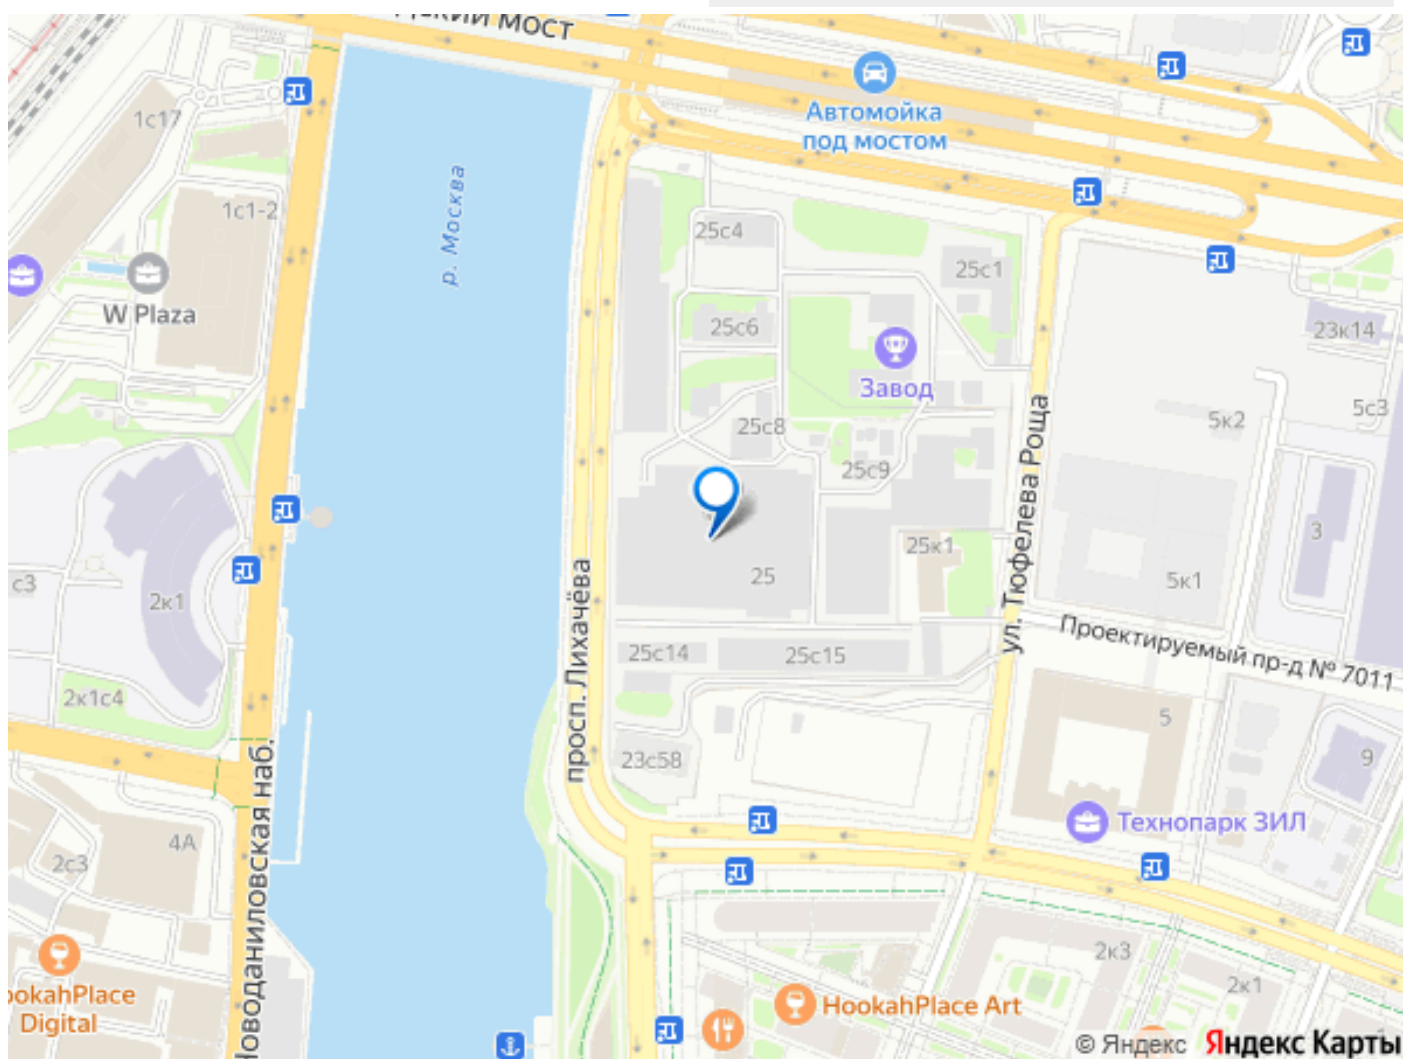 мост
Автомойка
под мостом
1с17
1с1-2
р. Москва
25с4
25с1
W Plaza
25с6
23к14
Завод
5с3
5к2
25с8
25с9
ул. Тюфелева Роща
3
25к1
25
5к1
просп. Лихачёва
с3
2к1
Проектируемый пр-д № 7011
25с14
25с15
2к1с4
5
23с58
9
Технопарк ЗИЛ
Новоданиловская наб.
4А
2с3
2к3
2к1
HookahPlace Art
ookahPlace
Digital
© Яндекс Яндекс Карты